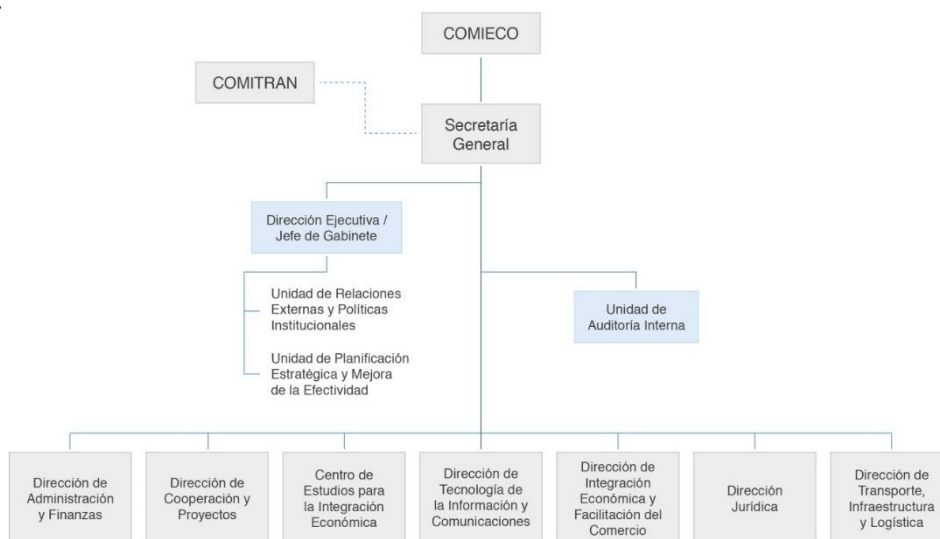 COMIECO
COMITRAN
Secretaría
General
Dirección Ejecutiva /
Jefe de Gabinete
Unidad de Relaciones
Externas y Políticas
Institucionales
Unidad de Planificación
Estratégica y Mejora
de la Efectividad
Unidad de
Auditoría Interna
Dirección de
Administración
y Finanzas
Dirección de
Cooperación y
Proyectos
Centro de
Estudios para
la Integración
Económica
Dirección de
Tecnología de
la Información y
Comunicaciones
Dirección de
Integración
Económica y
Facilitación del
Comercio
Dirección
Jurídica
Dirección de
Transporte,
Infraestructura
y Logística